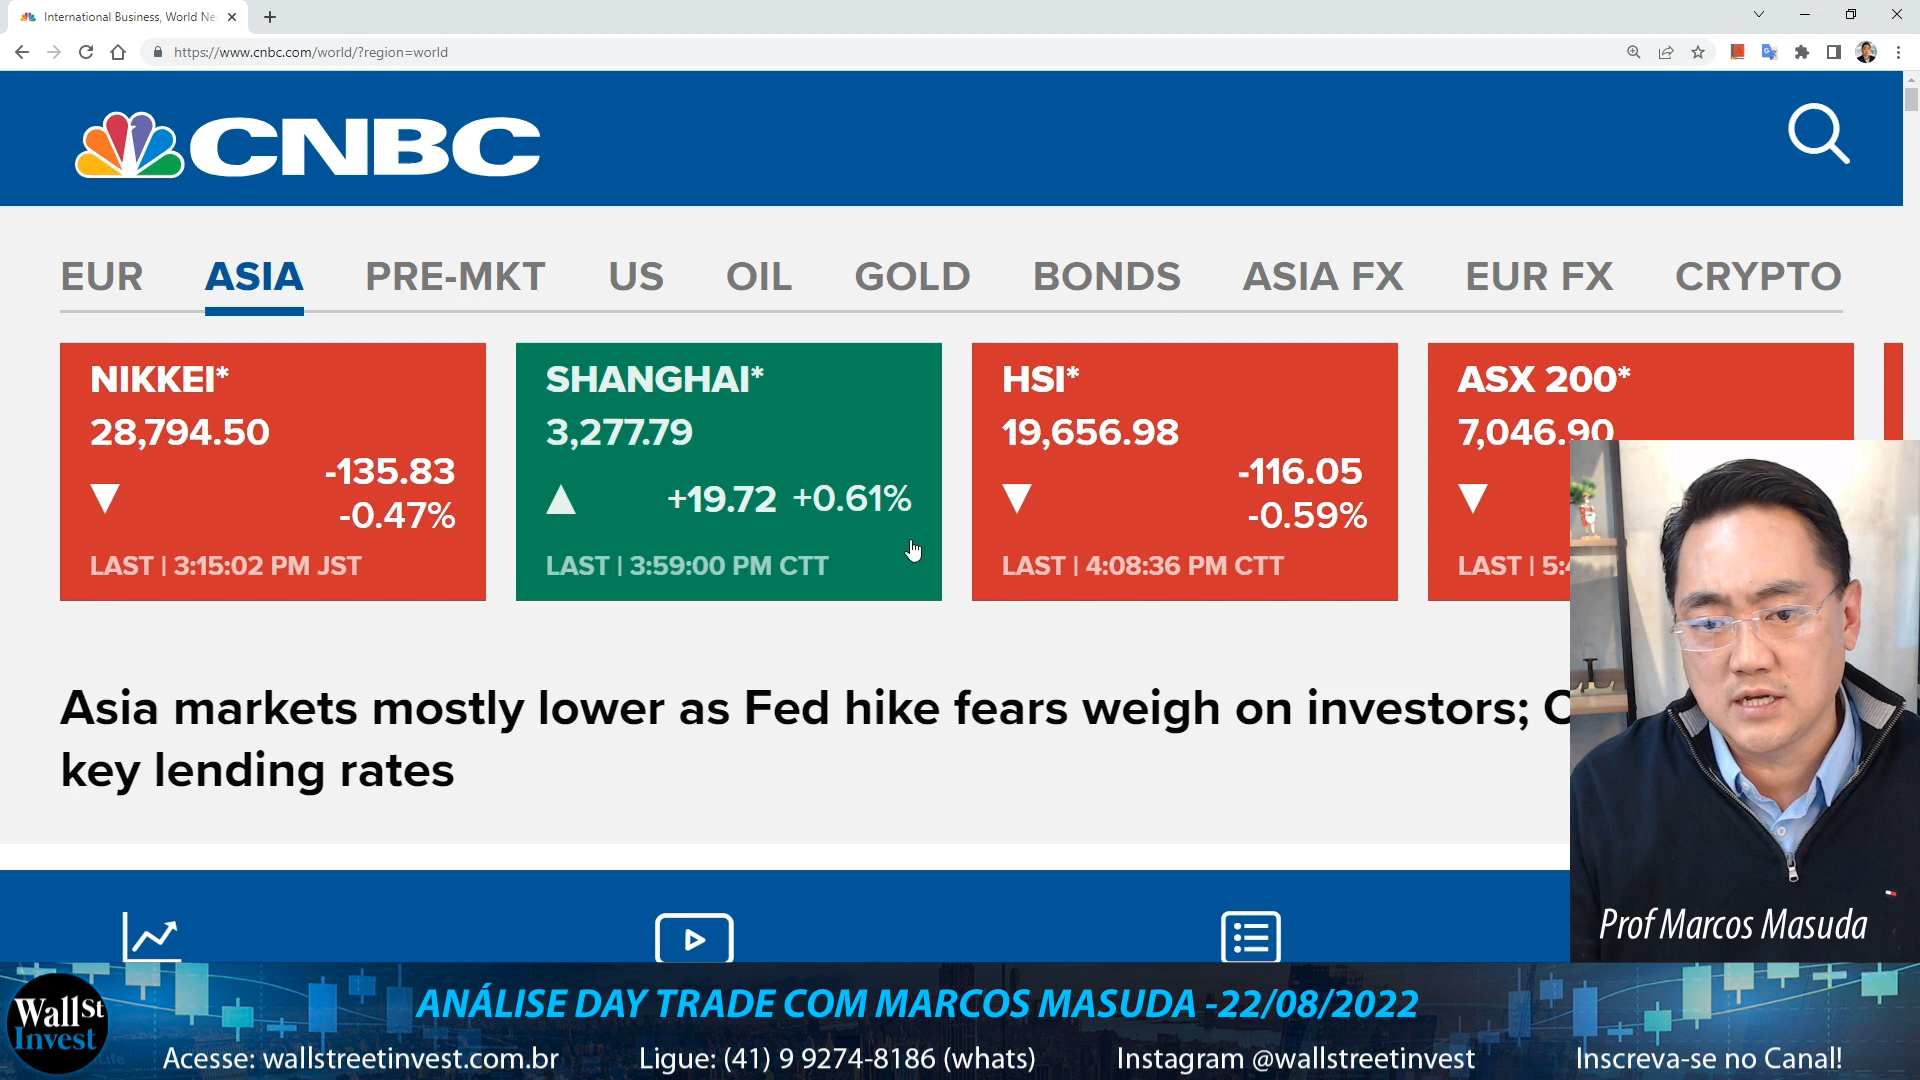 International Business, World Ne
https://www.cnbc.com/world/?region=world
CNBC
EUR ASIA PRE-MKT US OIL GOLD BONDS ASIA FX EUR FX CRYPTO
NIKKEI*
28,794.50
-135.83
-0.47%
LAST | 3:15:02 PM JST
SHANGHAI*
3,277.79
+19.72 +0.61%
LAST | 3:59:00 PM CTT
HSI*
19,656.98
-116.05
-0.59%
LAST | 4:08:36 PM CTT
ASX 200*
7,046.90
LAST | 5:4
Asia markets mostly lower as Fed hike fears weigh on investors; C
key lending rates
Prof Marcos Masuda
Wall St
Invest
ANÁLISE DAY TRADE COM MARCOS MASUDA -22/08/2022
Acesse: wallstreetinvest.com.br Ligue: (41) 9 9274-8186 (whats) Instagram @wallstreetinvest Inscreva-se no Canal!